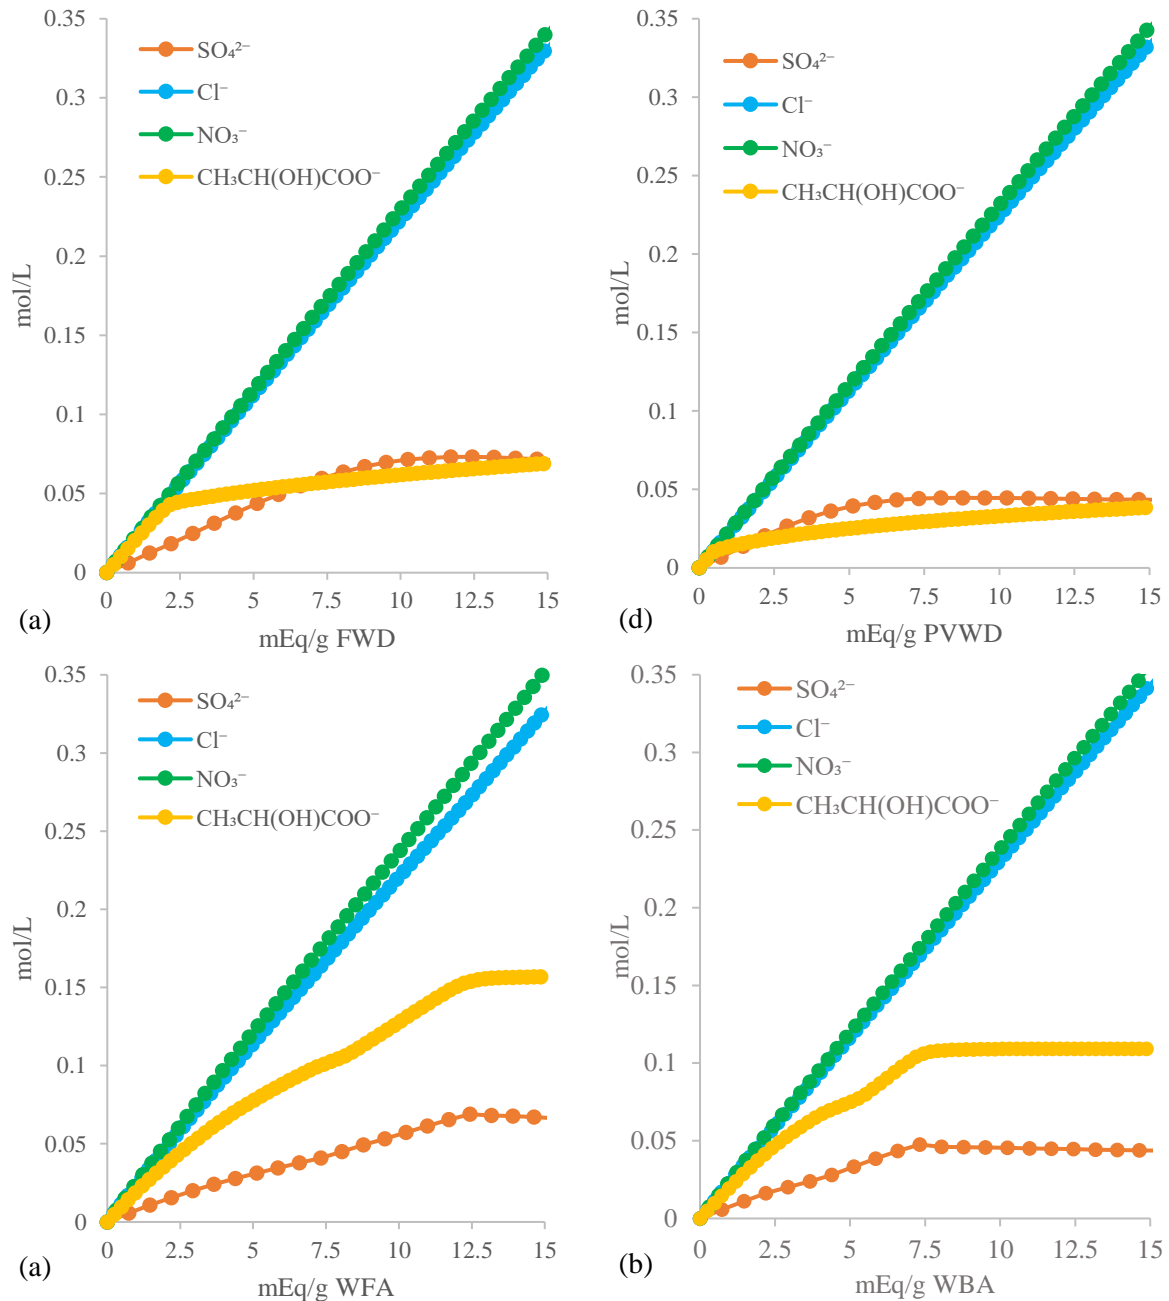 0.35
0.3
0.25
0.2
0.15
0.1
0.05
0
mol/L
SO₄²⁻
Cl⁻
NO₃⁻
CH₃CH(OH)COO⁻
0 2.5 5 7.5 10 12.5 15
(a)
mEq/g FWD
0.35
0.3
0.25
0.2
0.15
0.1
0.05
0
mol/L
SO₄²⁻
Cl⁻
NO₃⁻
CH₃CH(OH)COO⁻
0 2.5 5 7.5 10 12.5 15
(d)
mEq/g PVWD
0.35
0.3
0.25
0.2
0.15
0.1
0.05
0
mol/L
SO₄²⁻
Cl⁻
NO₃⁻
CH₃CH(OH)COO⁻
0 2.5 5 7.5 10 12.5 15
(a)
mEq/g WFA
0.35
0.3
0.25
0.2
0.15
0.1
0.05
0
mol/L
SO₄²⁻
Cl⁻
NO₃⁻
CH₃CH(OH)COO⁻
0 2.5 5 7.5 10 12.5 15
(b)
mEq/g WBA